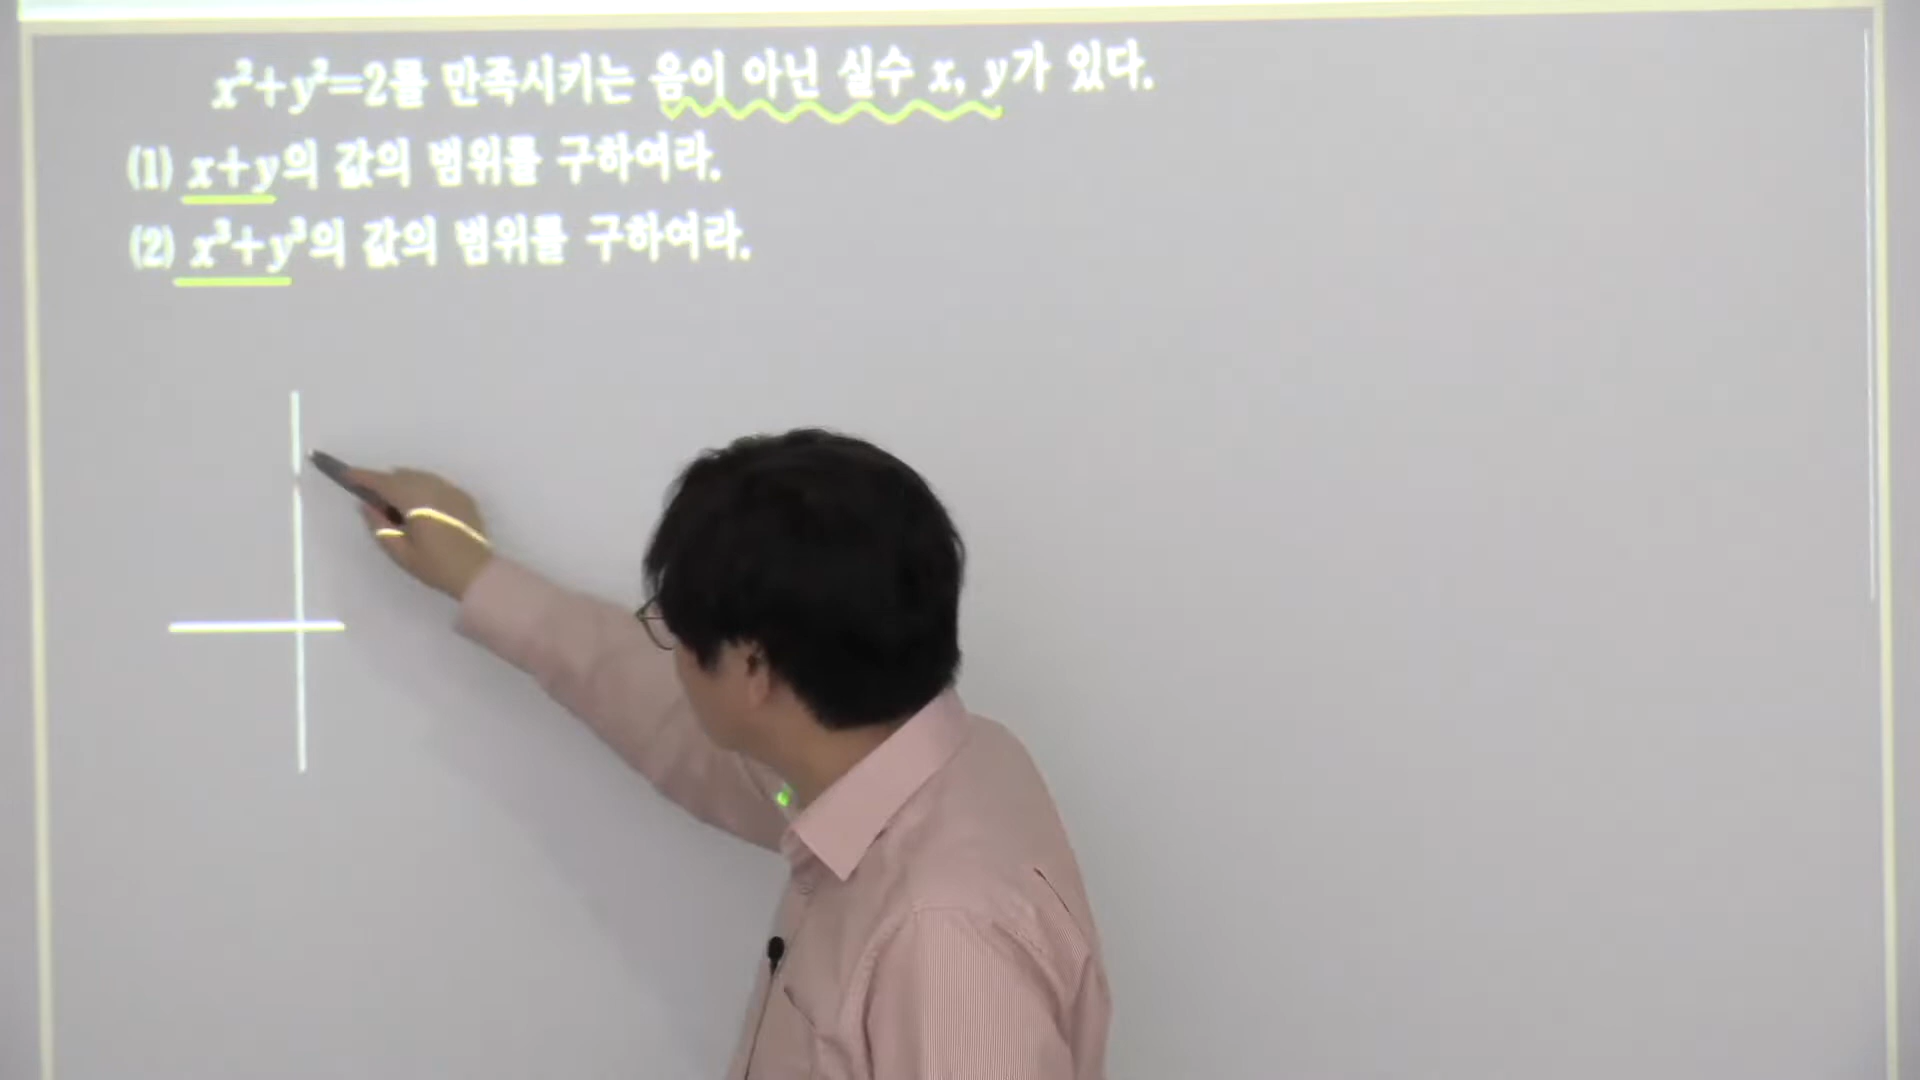 x²+y²=2를 만족시키는 음이 아닌 실수 x, y가 있다.
(1) x+y의 값의 범위를 구하여라.
(2) x³+y³의 값의 범위를 구하여라.